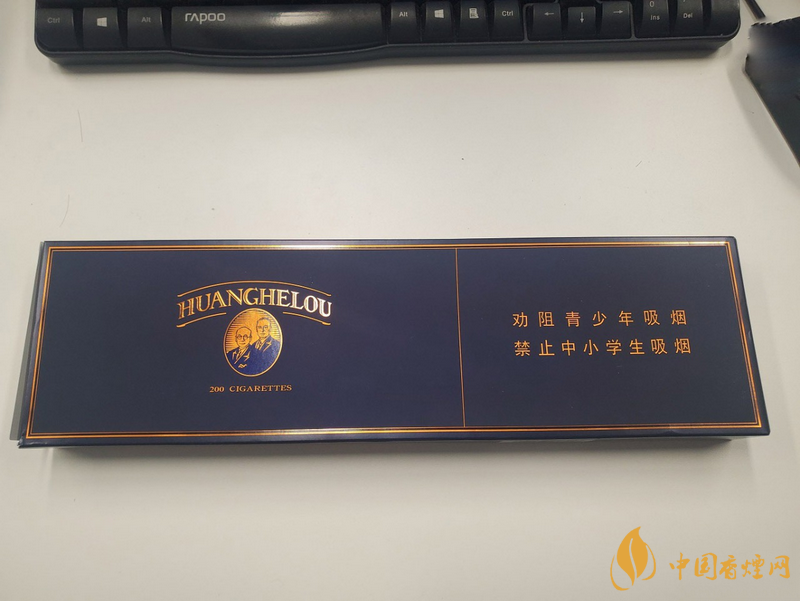 Ctrl
Alt
rapoo
Alt
Ctrl
0
Ins
Del
HUANGHELOU
200 CIGARETTES
劝阻青少年吸烟
禁止中小学生吸烟
中国香煙网